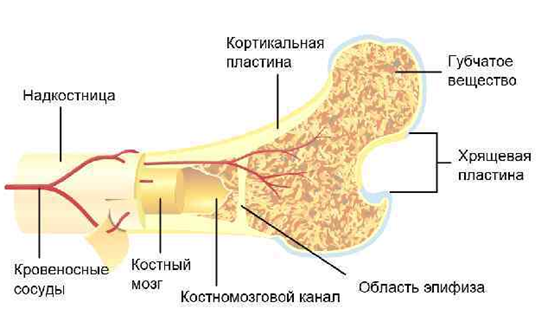 Кортикальная
пластина
Губчатое
вещество
Надкостница
Хрящевая
пластина
Кровеносные
сосуды
Костный
мозг
Костномозговой канал
Область эпифиза